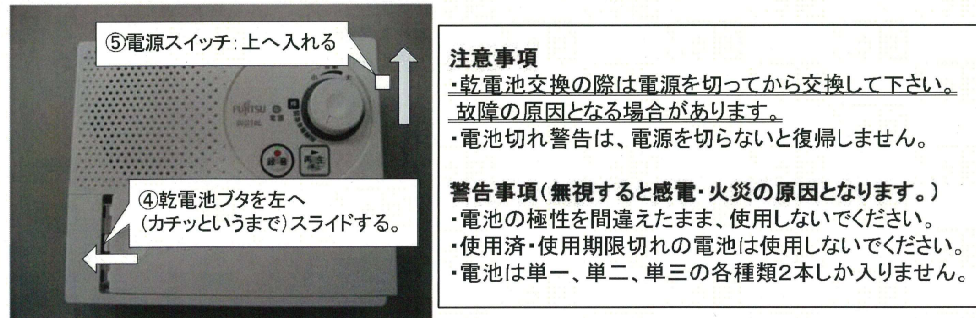 ⑤電源スイッチ:上へ入れる
FUJITSU
④乾電池ブタを左へ
(カチッというまで)スライドする。
注意事項
・乾電池交換の際は電源を切ってから交換して下さい。
故障の原因となる場合があります。
・電池切れ警告は、電源を切らないと復帰しません。
警告事項(無視すると感電・火災の原因となります。)
・電池の極性を間違えたまま、使用しないでください。
・使用済・使用期限切れの電池は使用しないでください。
・電池は単一、単二、単三の各種類2本しか入りません。